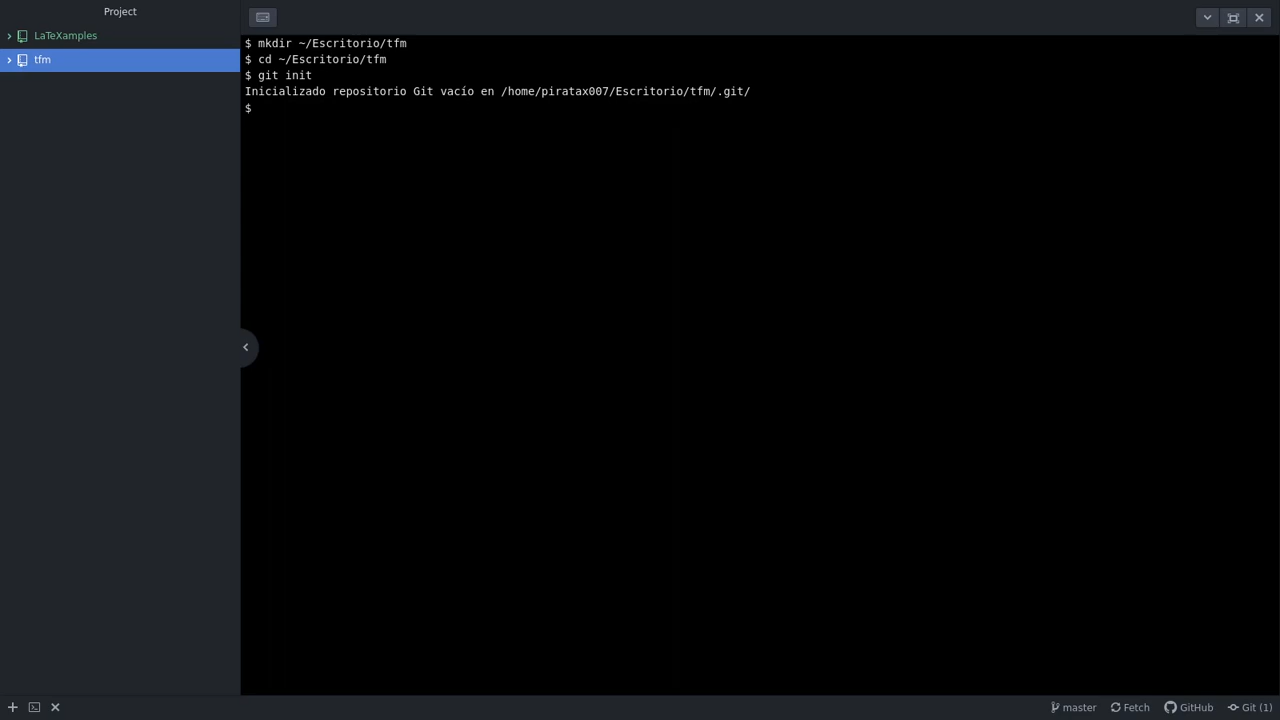 Project
LaTeXamples
tfm
$ mkdir ~/Escritorio/tfm
$ cd ~/Escritorio/tfm
$ git init
Inicializado repositorio Git vacío en /home/piratax007/Escritorio/tfm/.git/
$
master Fetch GitHub Git (1)